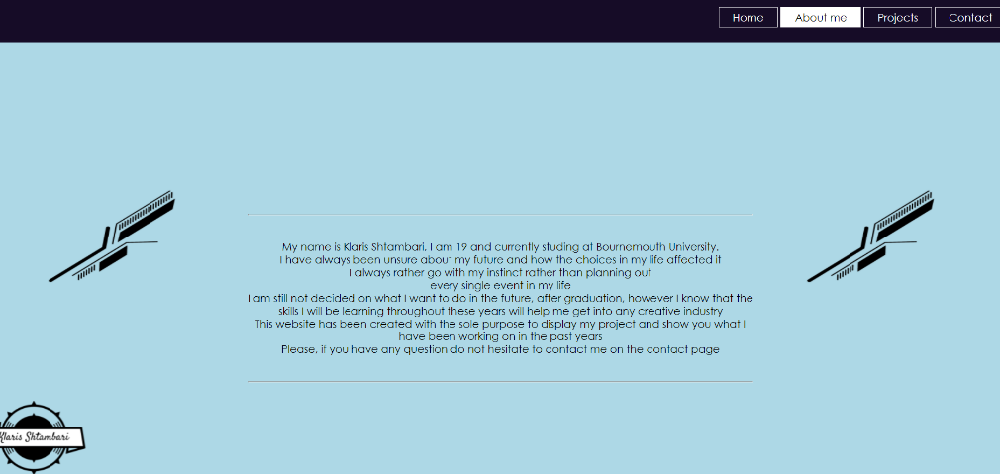 Home
About me
Projects
Contact
My name is Klaris Shtambari. I am 19 and currently studing at Bournemouth University.
I have always been unsure about my future and how the choices in my life affected it
I always rather go with my instinct rather than planning out
every single event in my life
I am still not decided on what I want to do in the future, after graduation, however I know that the
skills I will be learning throughout these years will help me get into any creative industry
This website has been created with the sole purpose to display my project and show you what I
have been working on in the past years
Please, if you have any question do not hesitate to contact me on the contact page
Klaris Shtambari